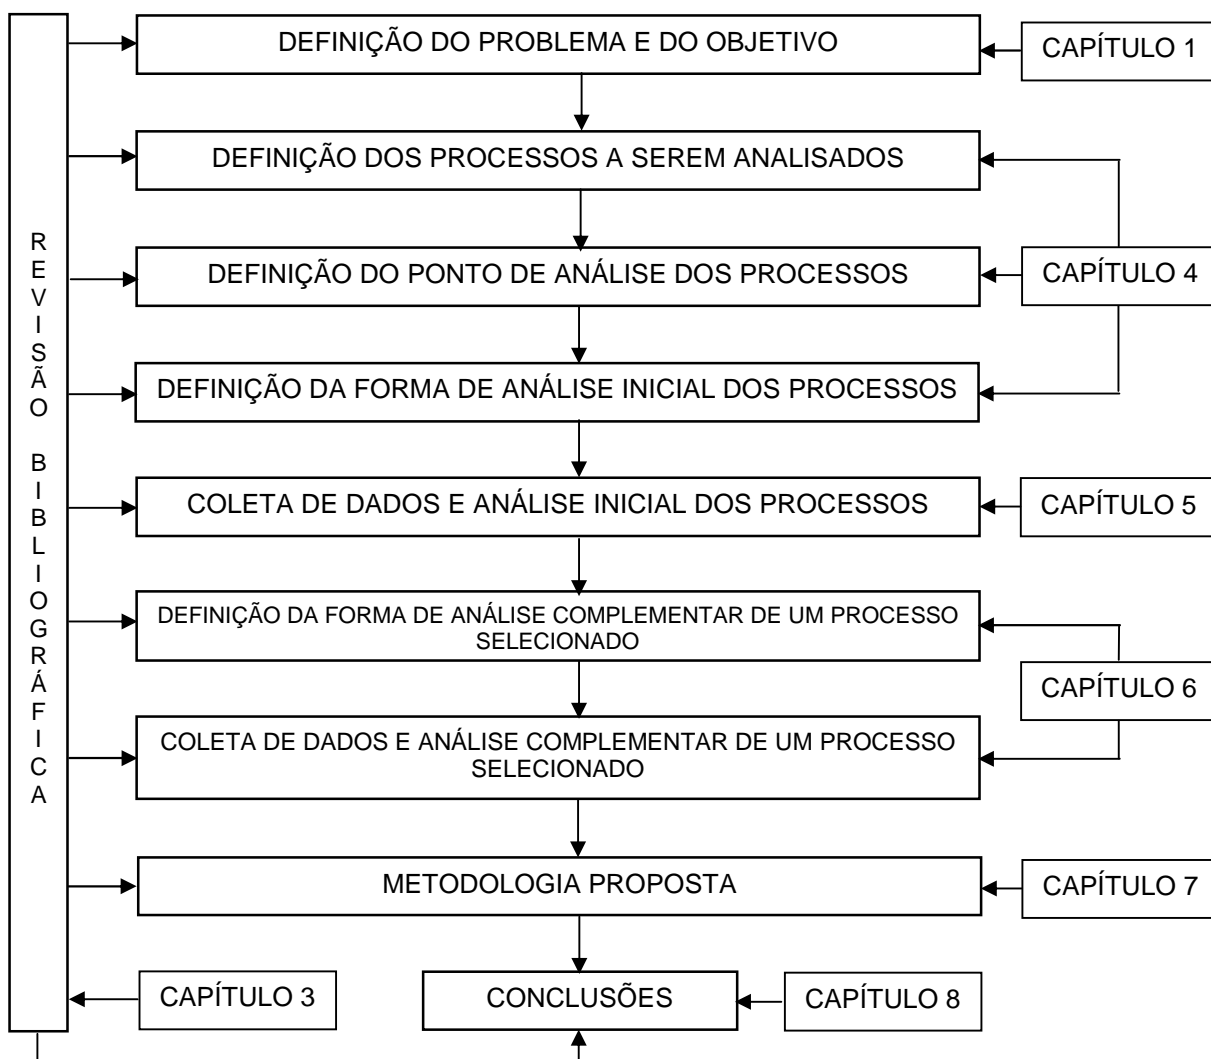 DEFINIÇÃO DO PROBLEMA E DO OBJETIVO
CAPÍTULO 1
DEFINIÇÃO DOS PROCESSOS A SEREM ANALISADOS
REVISÃO BIBLIOGRÁFICA
DEFINIÇÃO DO PONTO DE ANÁLISE DOS PROCESSOS
CAPÍTULO 4
DEFINIÇÃO DA FORMA DE ANÁLISE INICIAL DOS PROCESSOS
COLETA DE DADOS E ANÁLISE INICIAL DOS PROCESSOS
CAPÍTULO 5
DEFINIÇÃO DA FORMA DE ANÁLISE COMPLEMENTAR DE UM PROCESSO
SELECIONADO
CAPÍTULO 6
COLETA DE DADOS E ANÁLISE COMPLEMENTAR DE UM PROCESSO
SELECIONADO
METODOLOGIA PROPOSTA
CAPÍTULO 7
CAPÍTULO 3
CONCLUSÕES
CAPÍTULO 8